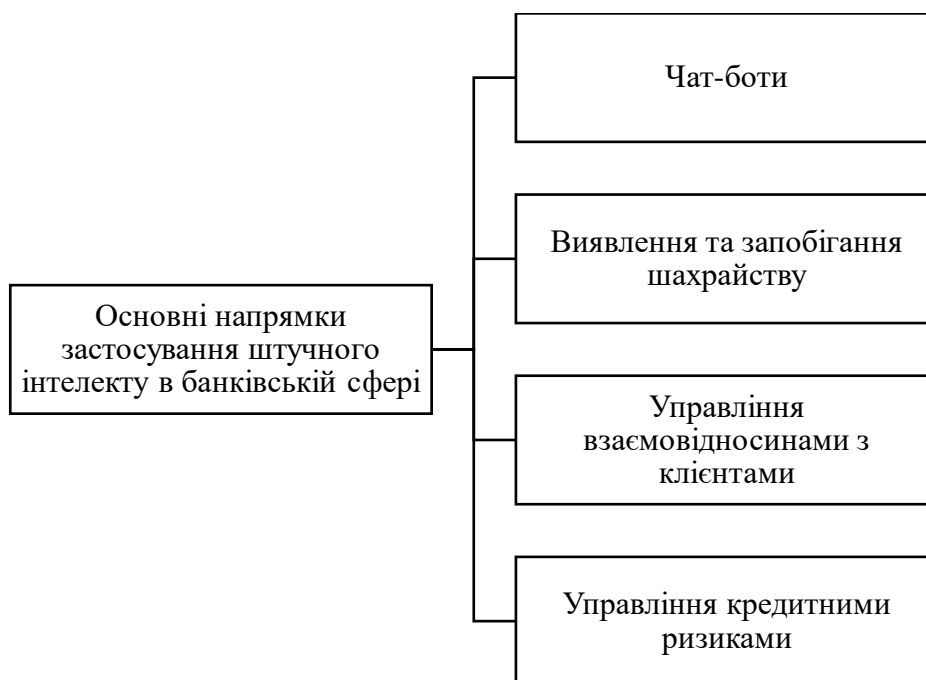 Чат-боти
Виявлення та запобігання
шахрайству
Основні напрямки
застосування штучного
інтелекту в банківській сфері
Управління
взаємовідносинами з
клієнтами
Управління кредитними
ризиками